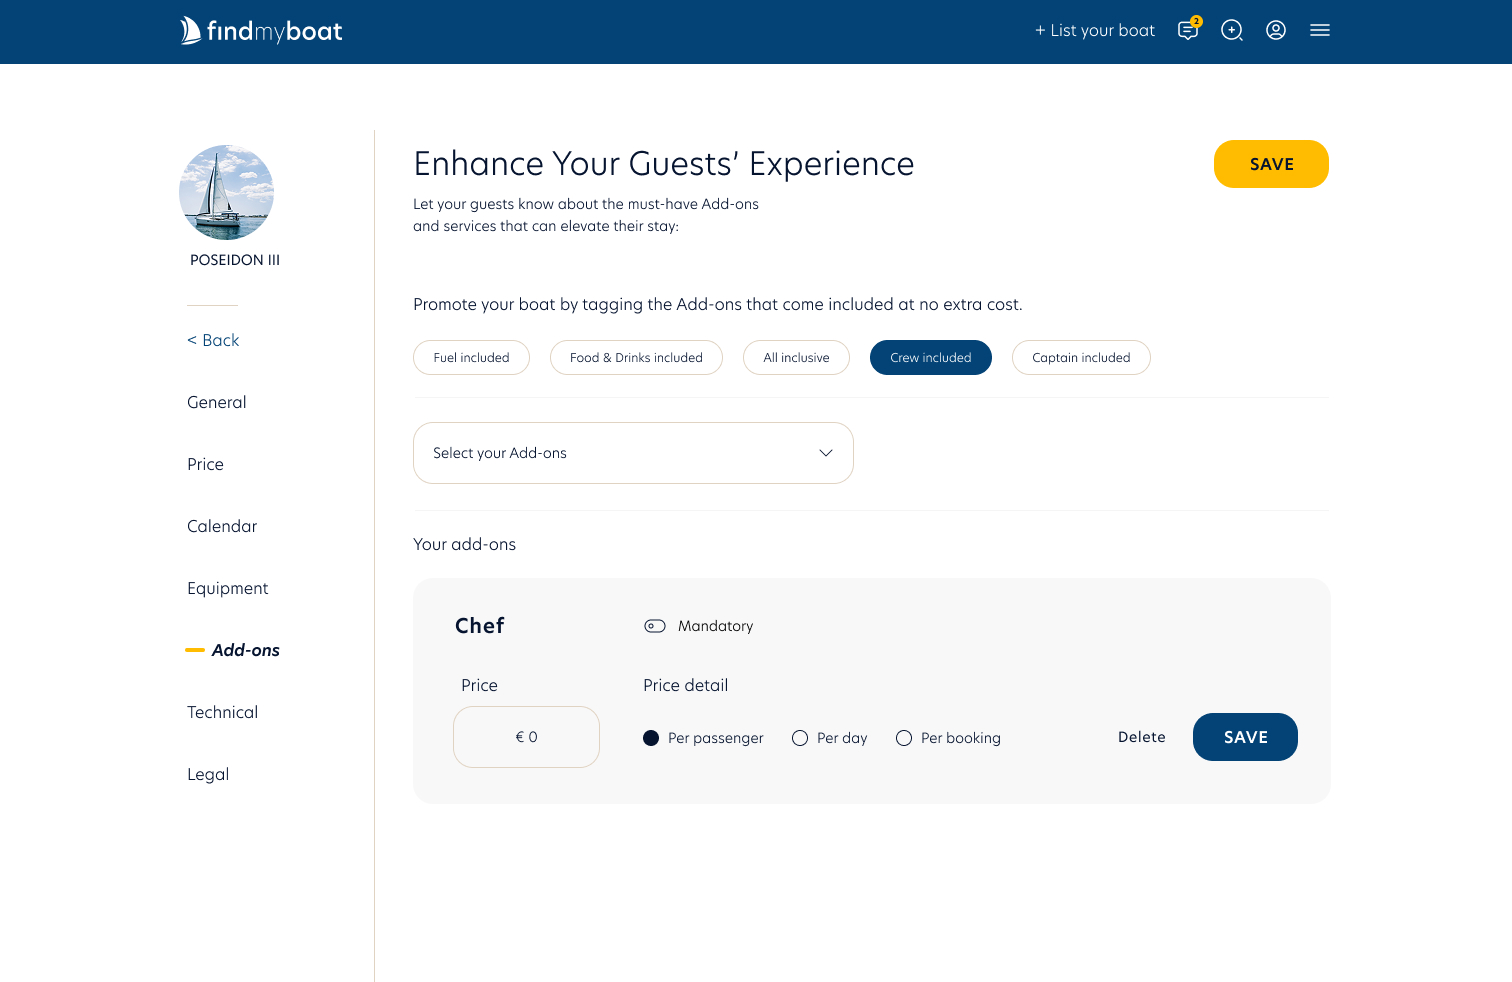 findmyboat
+ List your boat
2
POSEIDON III
< Back
General
Price
Calendar
Equipment
Add-ons
Technical
Legal
Enhance Your Guests’ Experience
SAVE
Let your guests know about the must-have Add-ons
and services that can elevate their stay:
Promote your boat by tagging the Add-ons that come included at no extra cost.
Fuel included
Food & Drinks included
All inclusive
Crew included
Captain included
Select your Add-ons
Your add-ons
Chef
Mandatory
Price
Price detail
€ 0
Per passenger
Per day
Per booking
Delete
SAVE